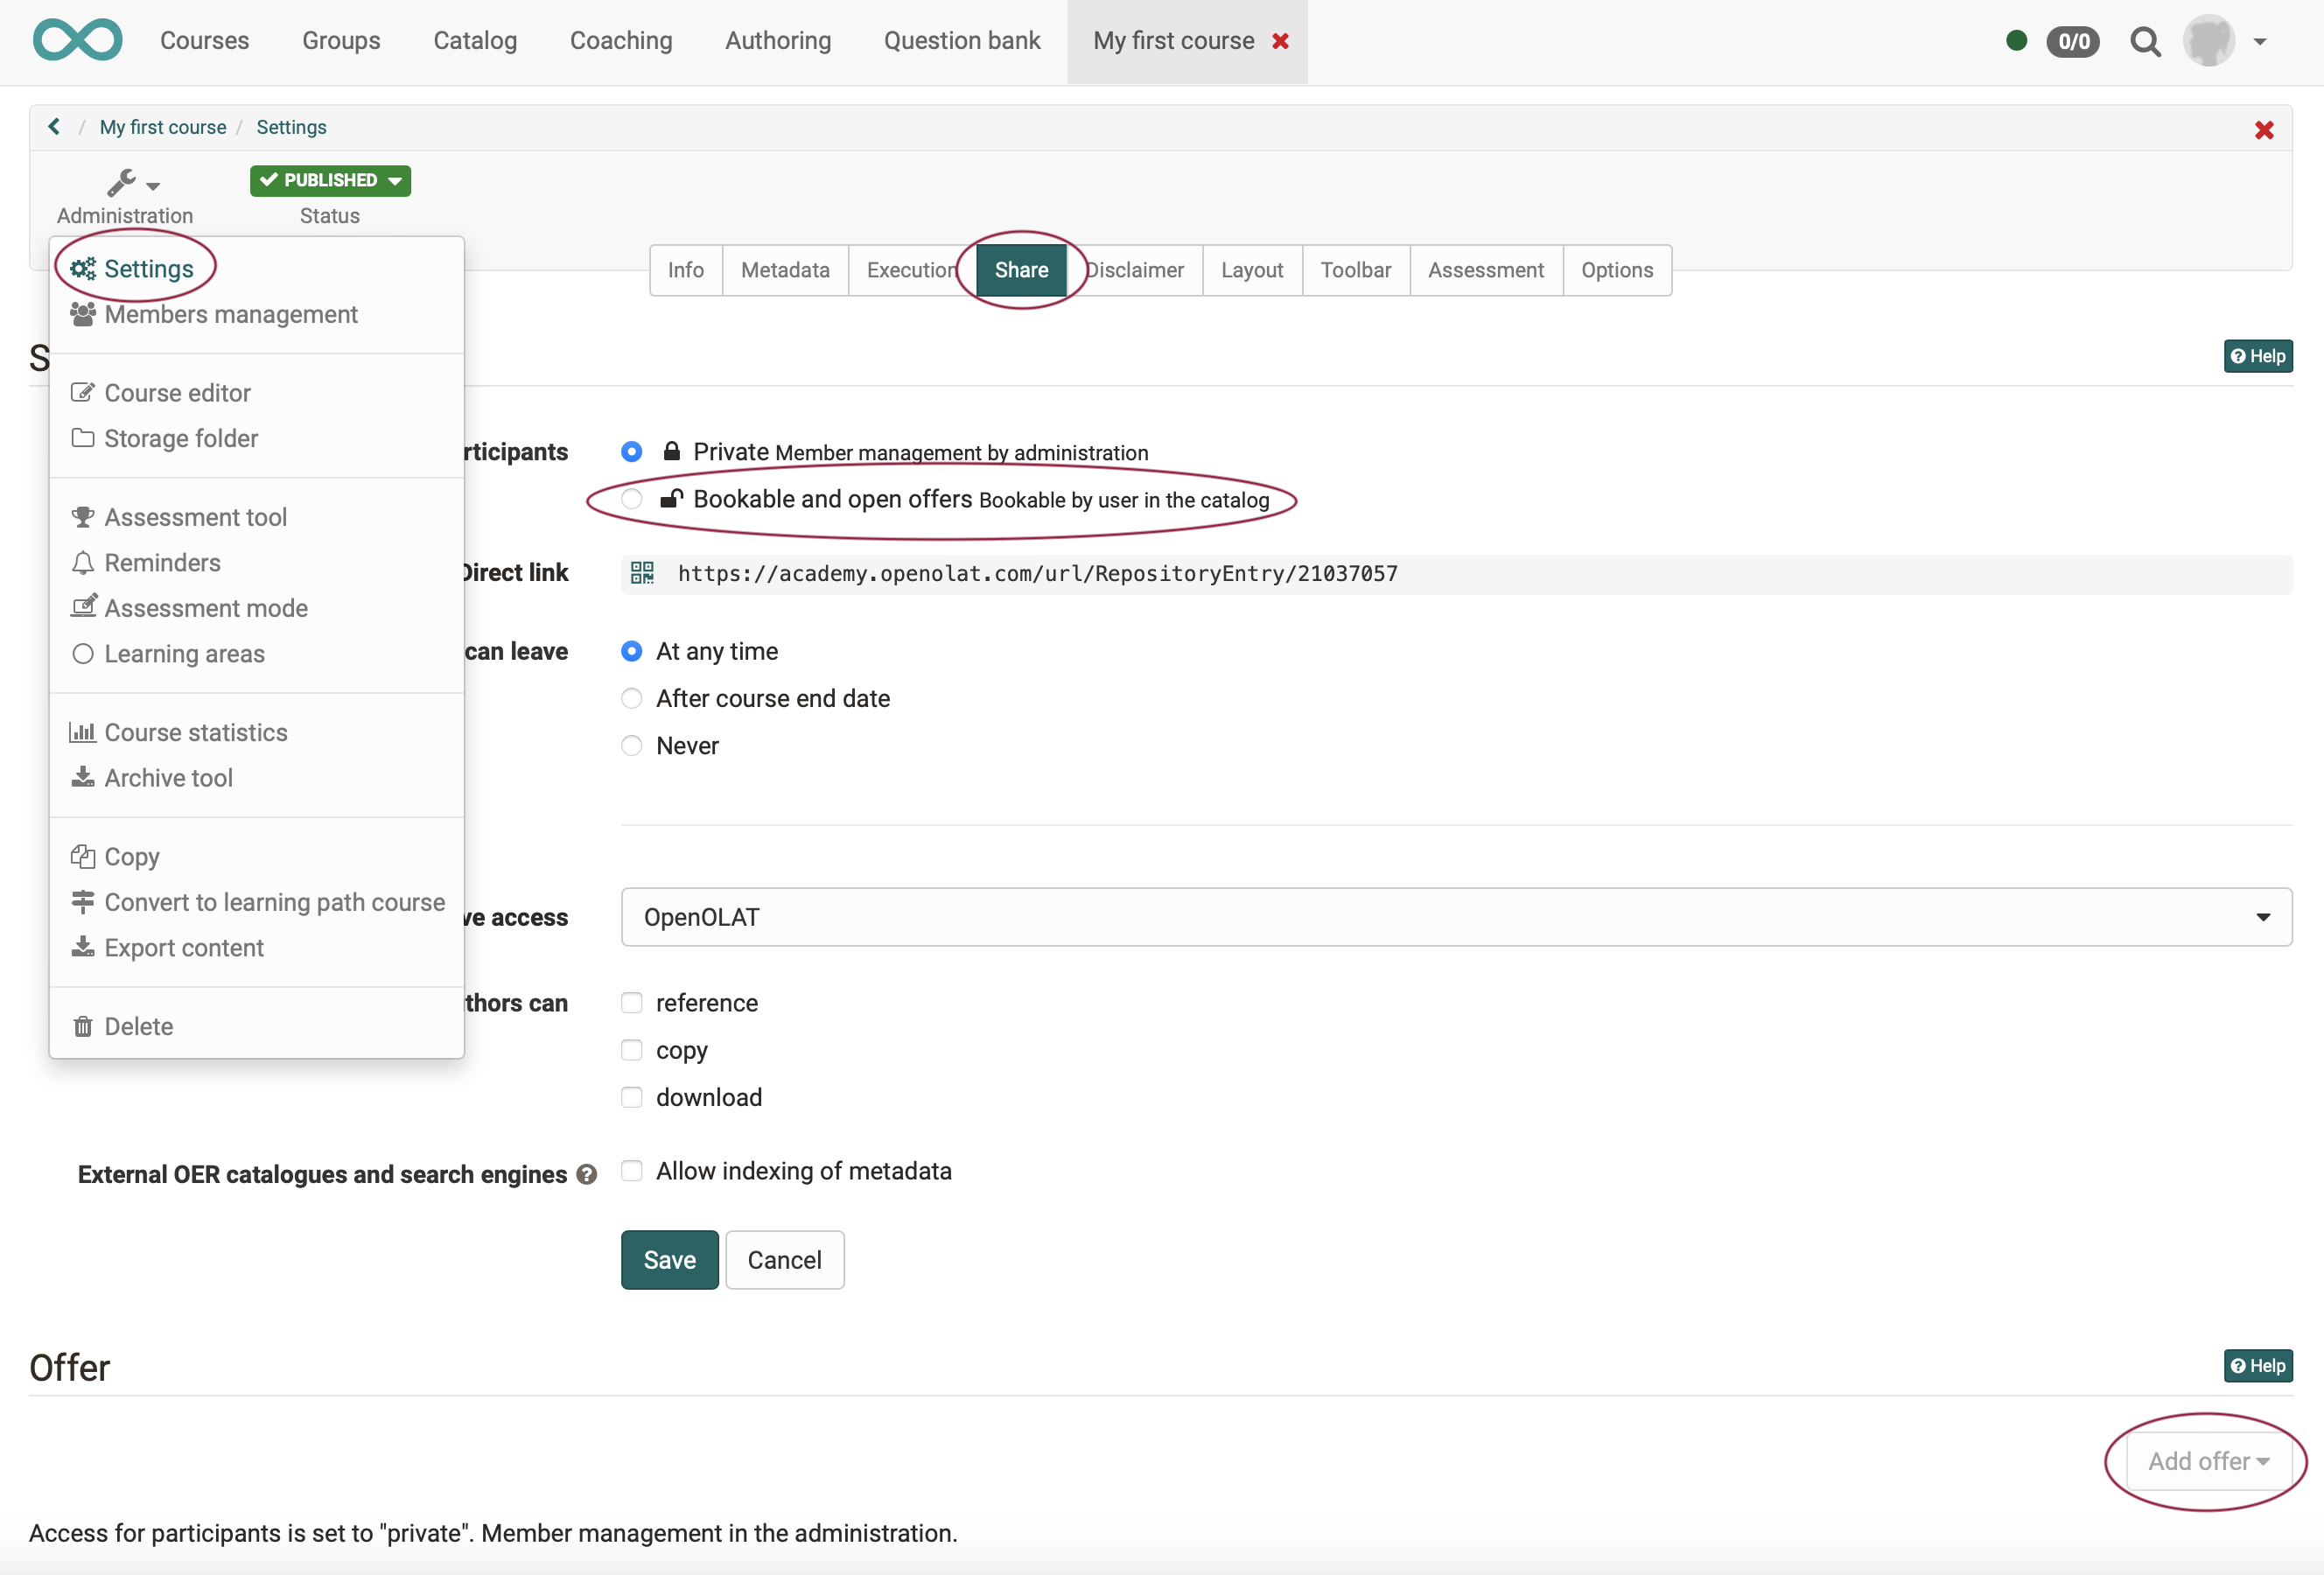 Courses Groups Catalog Coaching Authoring Question bank My first course 0/0
/ My first course / Settings
PUBLISHED
Administration Status
Settings
Members management
Course editor
Storage folder
Assessment tool
Reminders
Assessment mode
Learning areas
Course statistics
Archive tool
Copy
Convert to learning path course
Export content
Delete
Info Metadata Execution Share Disclaimer Layout Toolbar Assessment Options
S Help
rticipants Private Member management by administration
Bookable and open offers Bookable by user in the catalog
Direct link https://academy.openolat.com/url/RepositoryEntry/21037057
can leave At any time
After course end date
Never
ve access OpenOLAT
thors can reference
copy
download
External OER catalogues and search engines ? Allow indexing of metadata
Save Cancel
Offer Help
Add offer
Access for participants is set to "private". Member management in the administration.